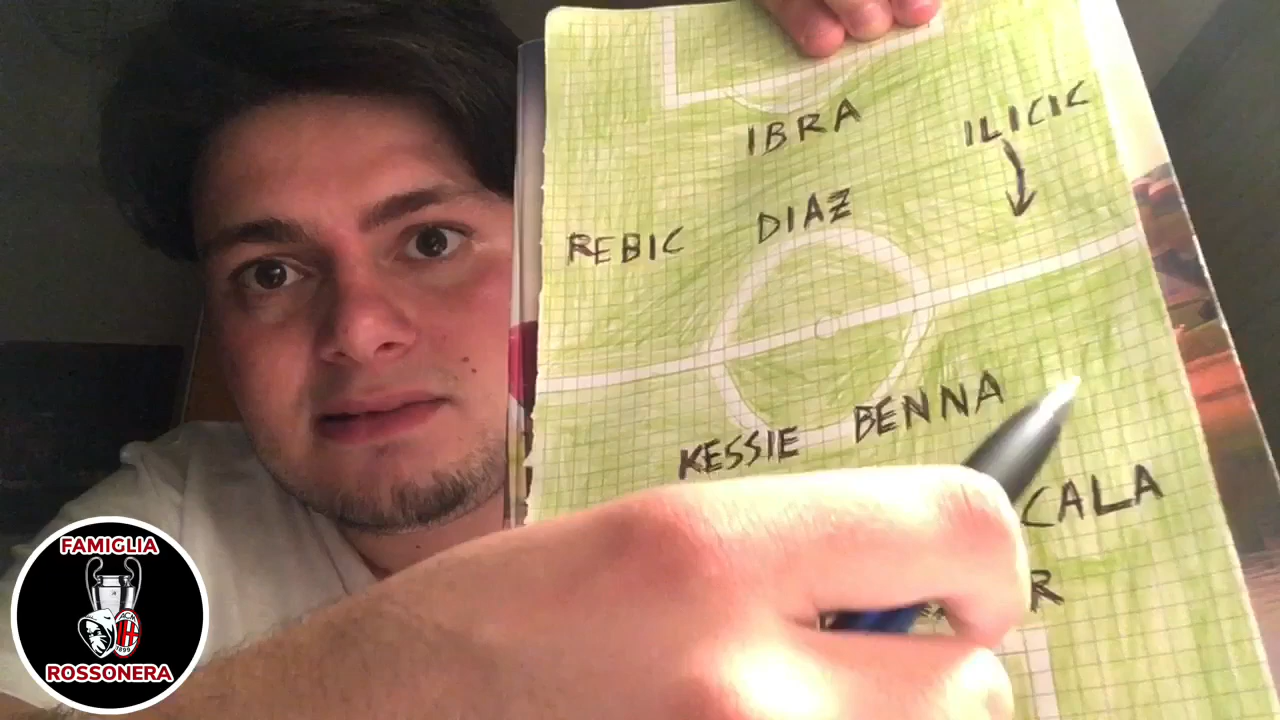 IBRA
ILICIC
REBIC
DIAZ
KESSIE
BENNA
CALA
R
FAMIGLIA
ROSSONERA